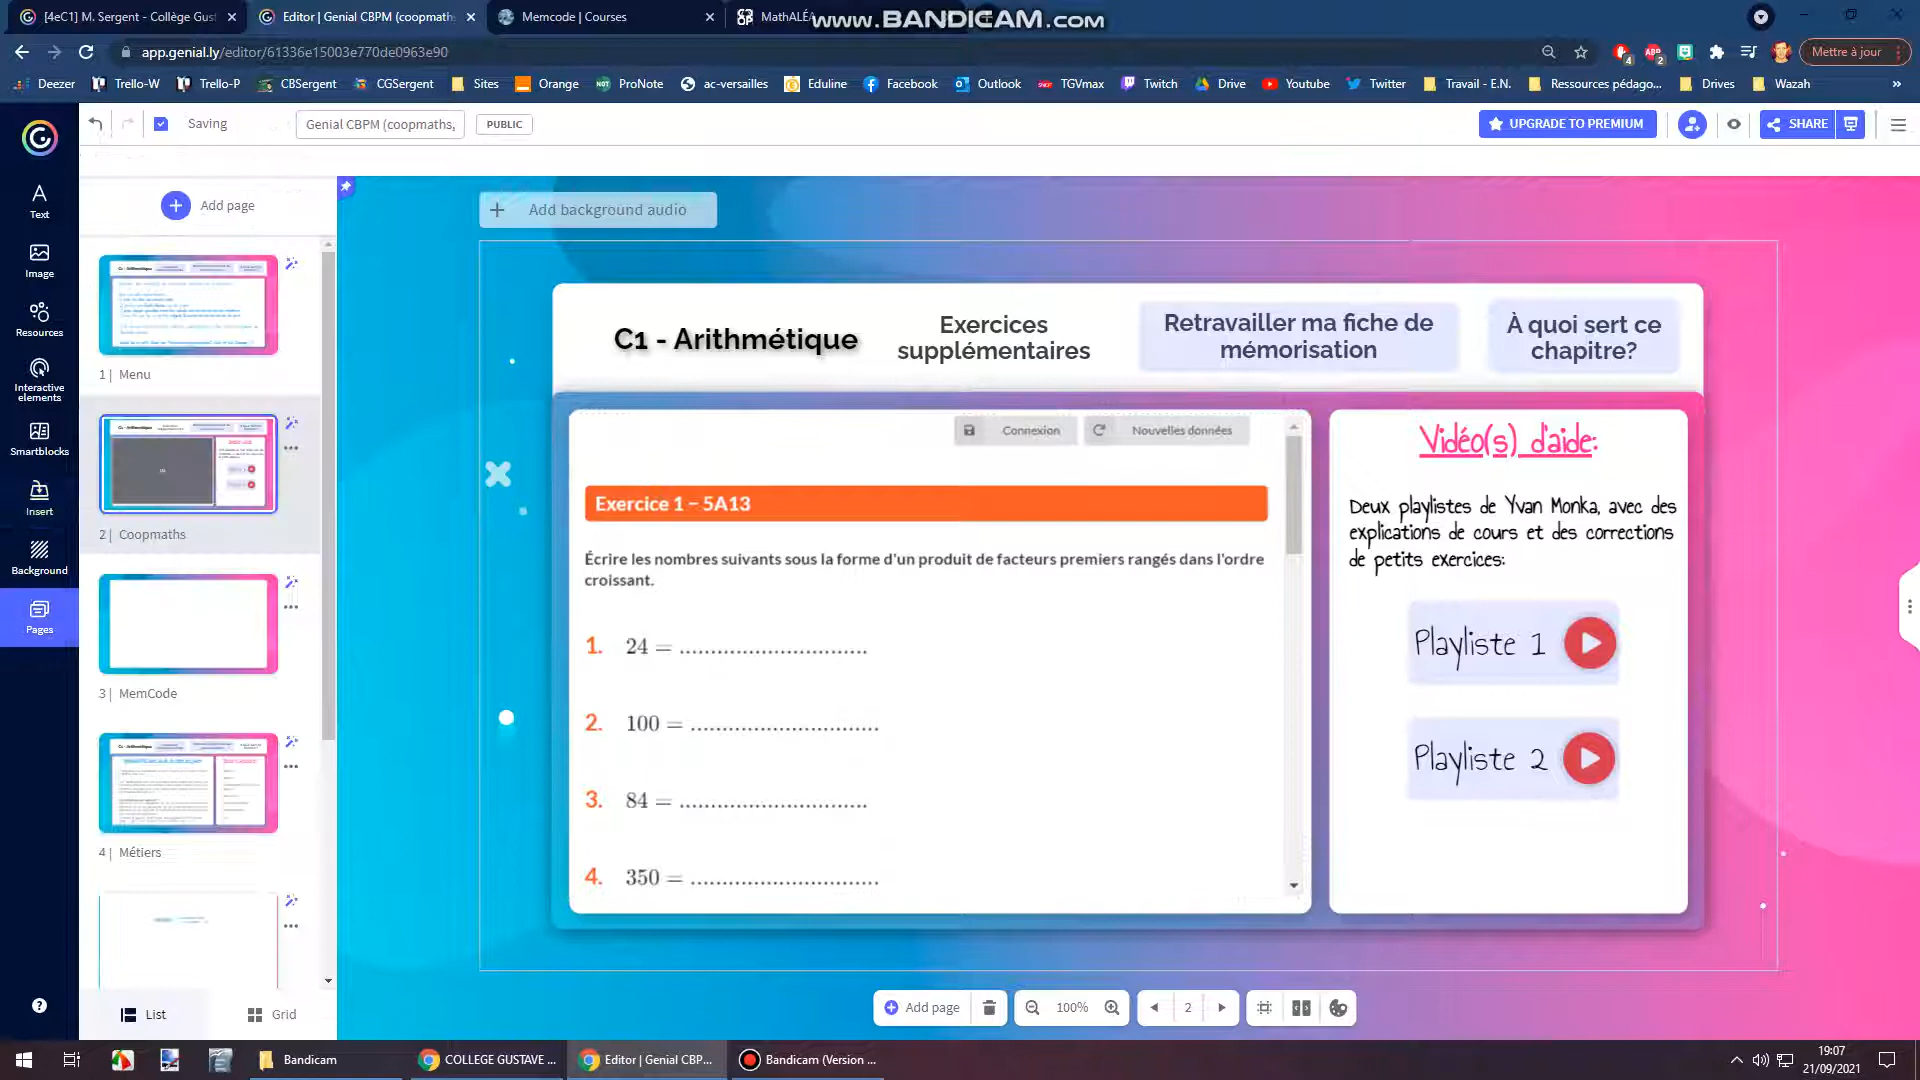 [4eC1] M. Sergent - Collège Gus
Editor | Genial CBPM (coopmaths
Memcode | Courses
MathALÉA
WWW.BANDICAM.COM
app.genial.ly/editor/61336e15003e770de0963e90
4
2
Mettre à jour
Deezer
Trello-W
Trello-P
CBSergent
CGSergent
Sites
Orange
ProNote
ac-versailles
Eduline
Facebook
Outlook
TGVmax
Twitch
Drive
Youtube
Twitter
Travail - E.N.
Ressources pédago...
Drives
Wazah
»
Saving
Genial CBPM (coopmaths,
PUBLIC
UPGRADE TO PREMIUM
SHARE
Text
Image
Resources
Interactive
elements
Smartblocks
Insert
Background
Pages
Add page
1 | Menu
2 | Coopmaths
3 | MemCode
4 | Métiers
List
Grid
Add background audio
C1 - Arithmétique
Exercices
supplémentaires
Retravailler ma fiche de
mémorisation
À quoi sert ce
chapitre?
Connexion
Nouvelles données
Exercice 1 − 5A13
Écrire les nombres suivants sous la forme d'un produit de facteurs premiers rangés dans l'ordre
croissant.
1. 24 = ..............................
2. 100 = ..............................
3. 84 = ..............................
4. 350 = ..............................
Vidéo(s) d'aide:
Deux playlistes de Yvan Monka, avec des
explications de cours et des corrections
de petits exercices:
Playliste 1
Playliste 2
Add page
100%
2
Bandicam
COLLEGE GUSTAVE ...
Editor | Genial CBP...
Bandicam (Version ...
19:07
21/09/2021